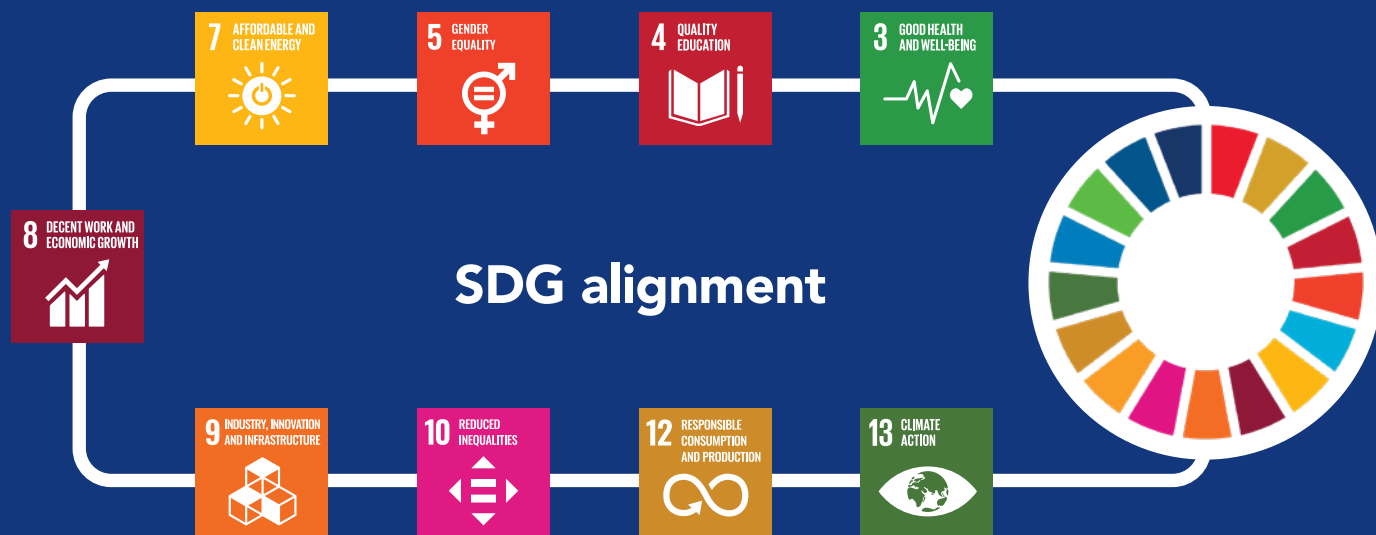 7 AFFORDABLE AND
CLEAN ENERGY
5 GENDER
EQUALITY
4 QUALITY
EDUCATION
3 GOOD HEALTH
AND WELL-BEING
8 DECENT WORK AND
ECONOMIC GROWTH
SDG alignment
9 INDUSTRY, INNOVATION
AND INFRASTRUCTURE
10 REDUCED
INEQUALITIES
12 RESPONSIBLE
CONSUMPTION
AND PRODUCTION
13 CLIMATE
ACTION